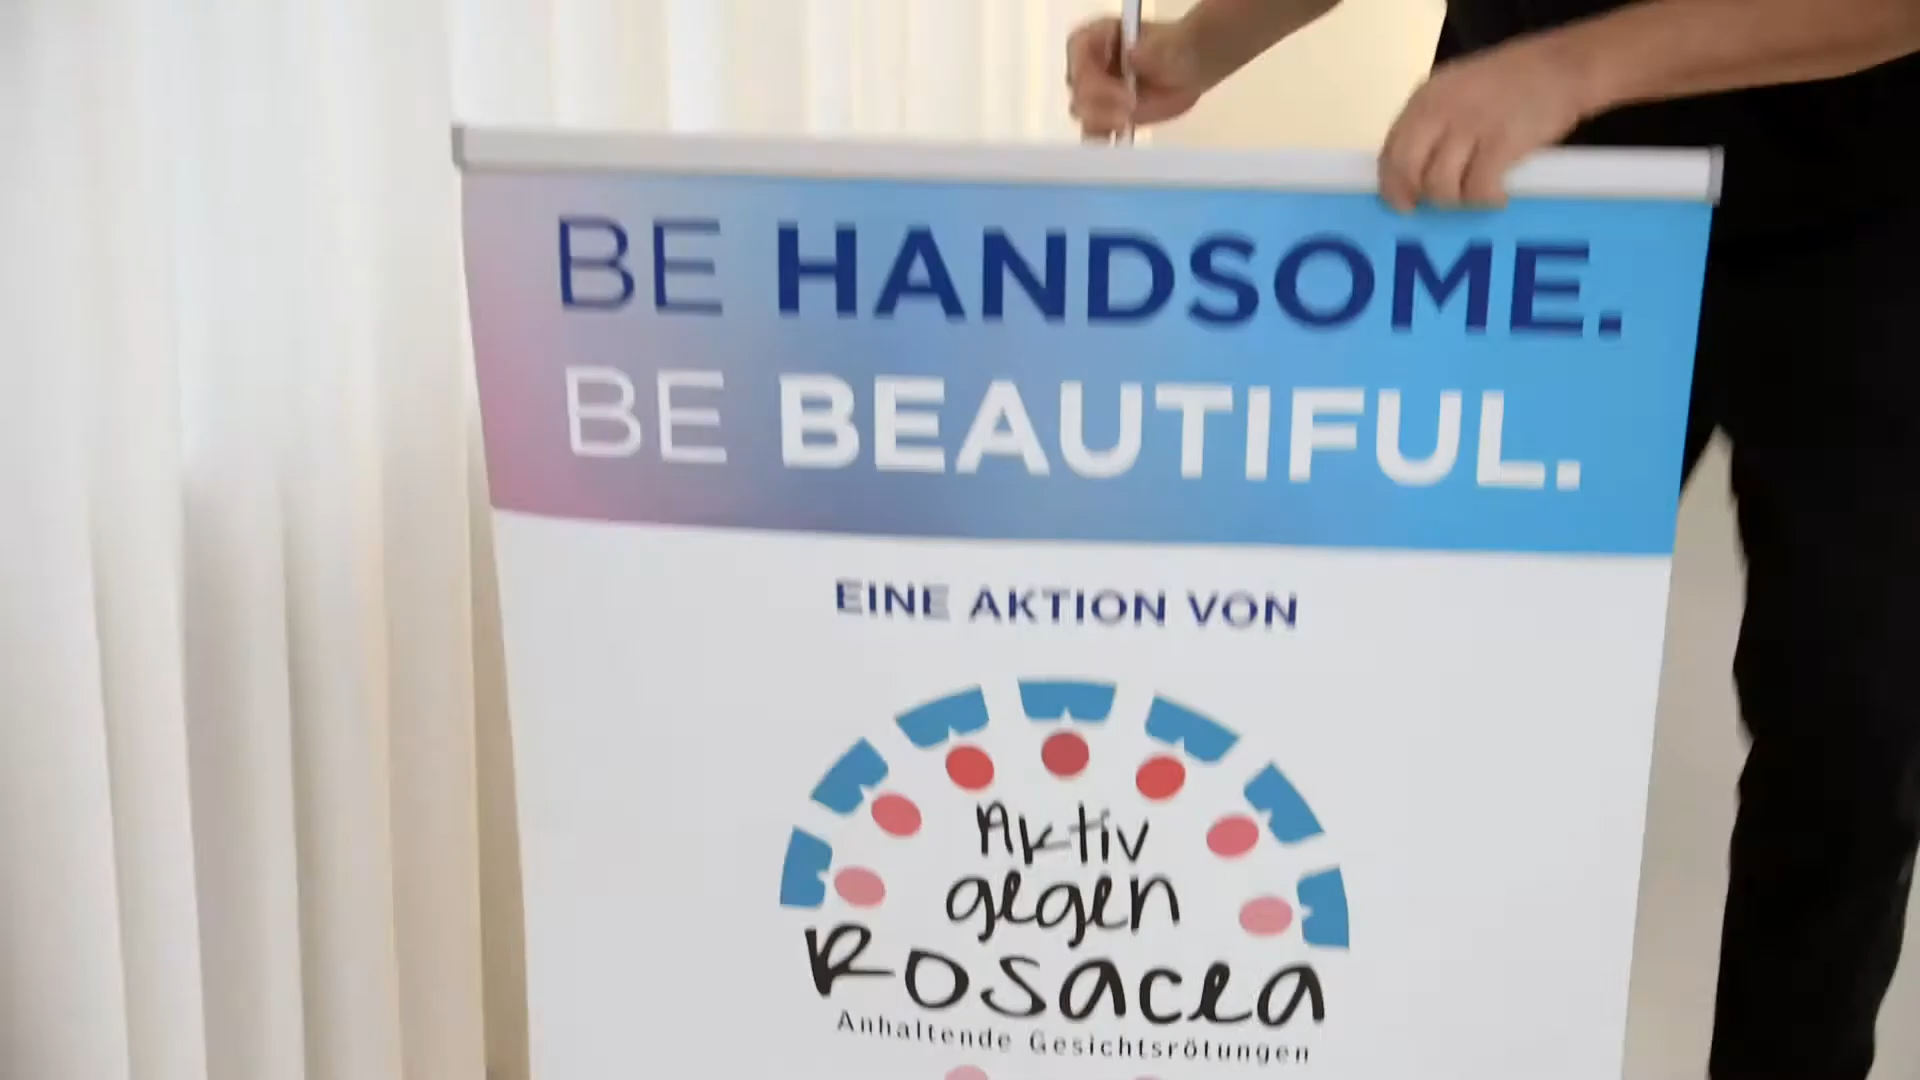 BE HANDSOME.
BE BEAUTIFUL.
EINE AKTION VON
Aktiv
gegen
Rosacea
Anhaltende Gesichtsrötungen